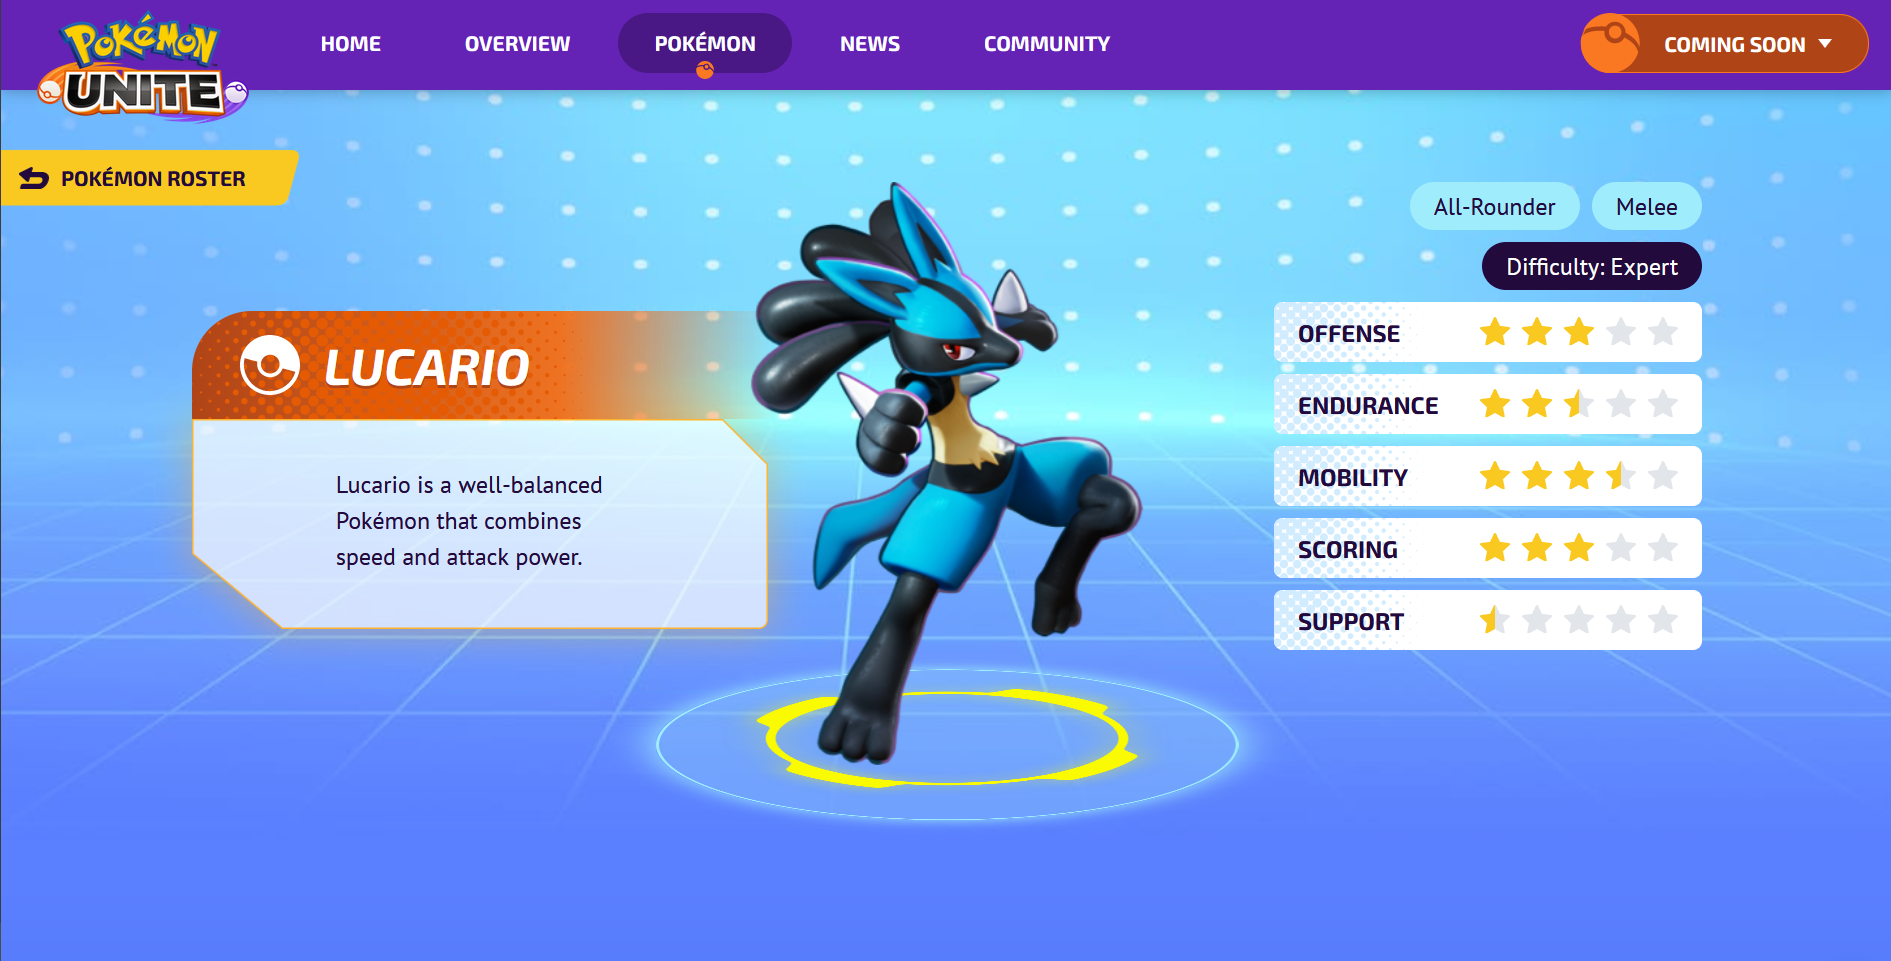 Pokémon
UNITE
HOME
OVERVIEW
POKÉMON
NEWS
COMMUNITY
COMING SOON
POKÉMON ROSTER
LUCARIO
Lucario is a well-balanced
Pokémon that combines
speed and attack power.
All-Rounder
Melee
Difficulty: Expert
OFFENSE
ENDURANCE
MOBILITY
SCORING
SUPPORT